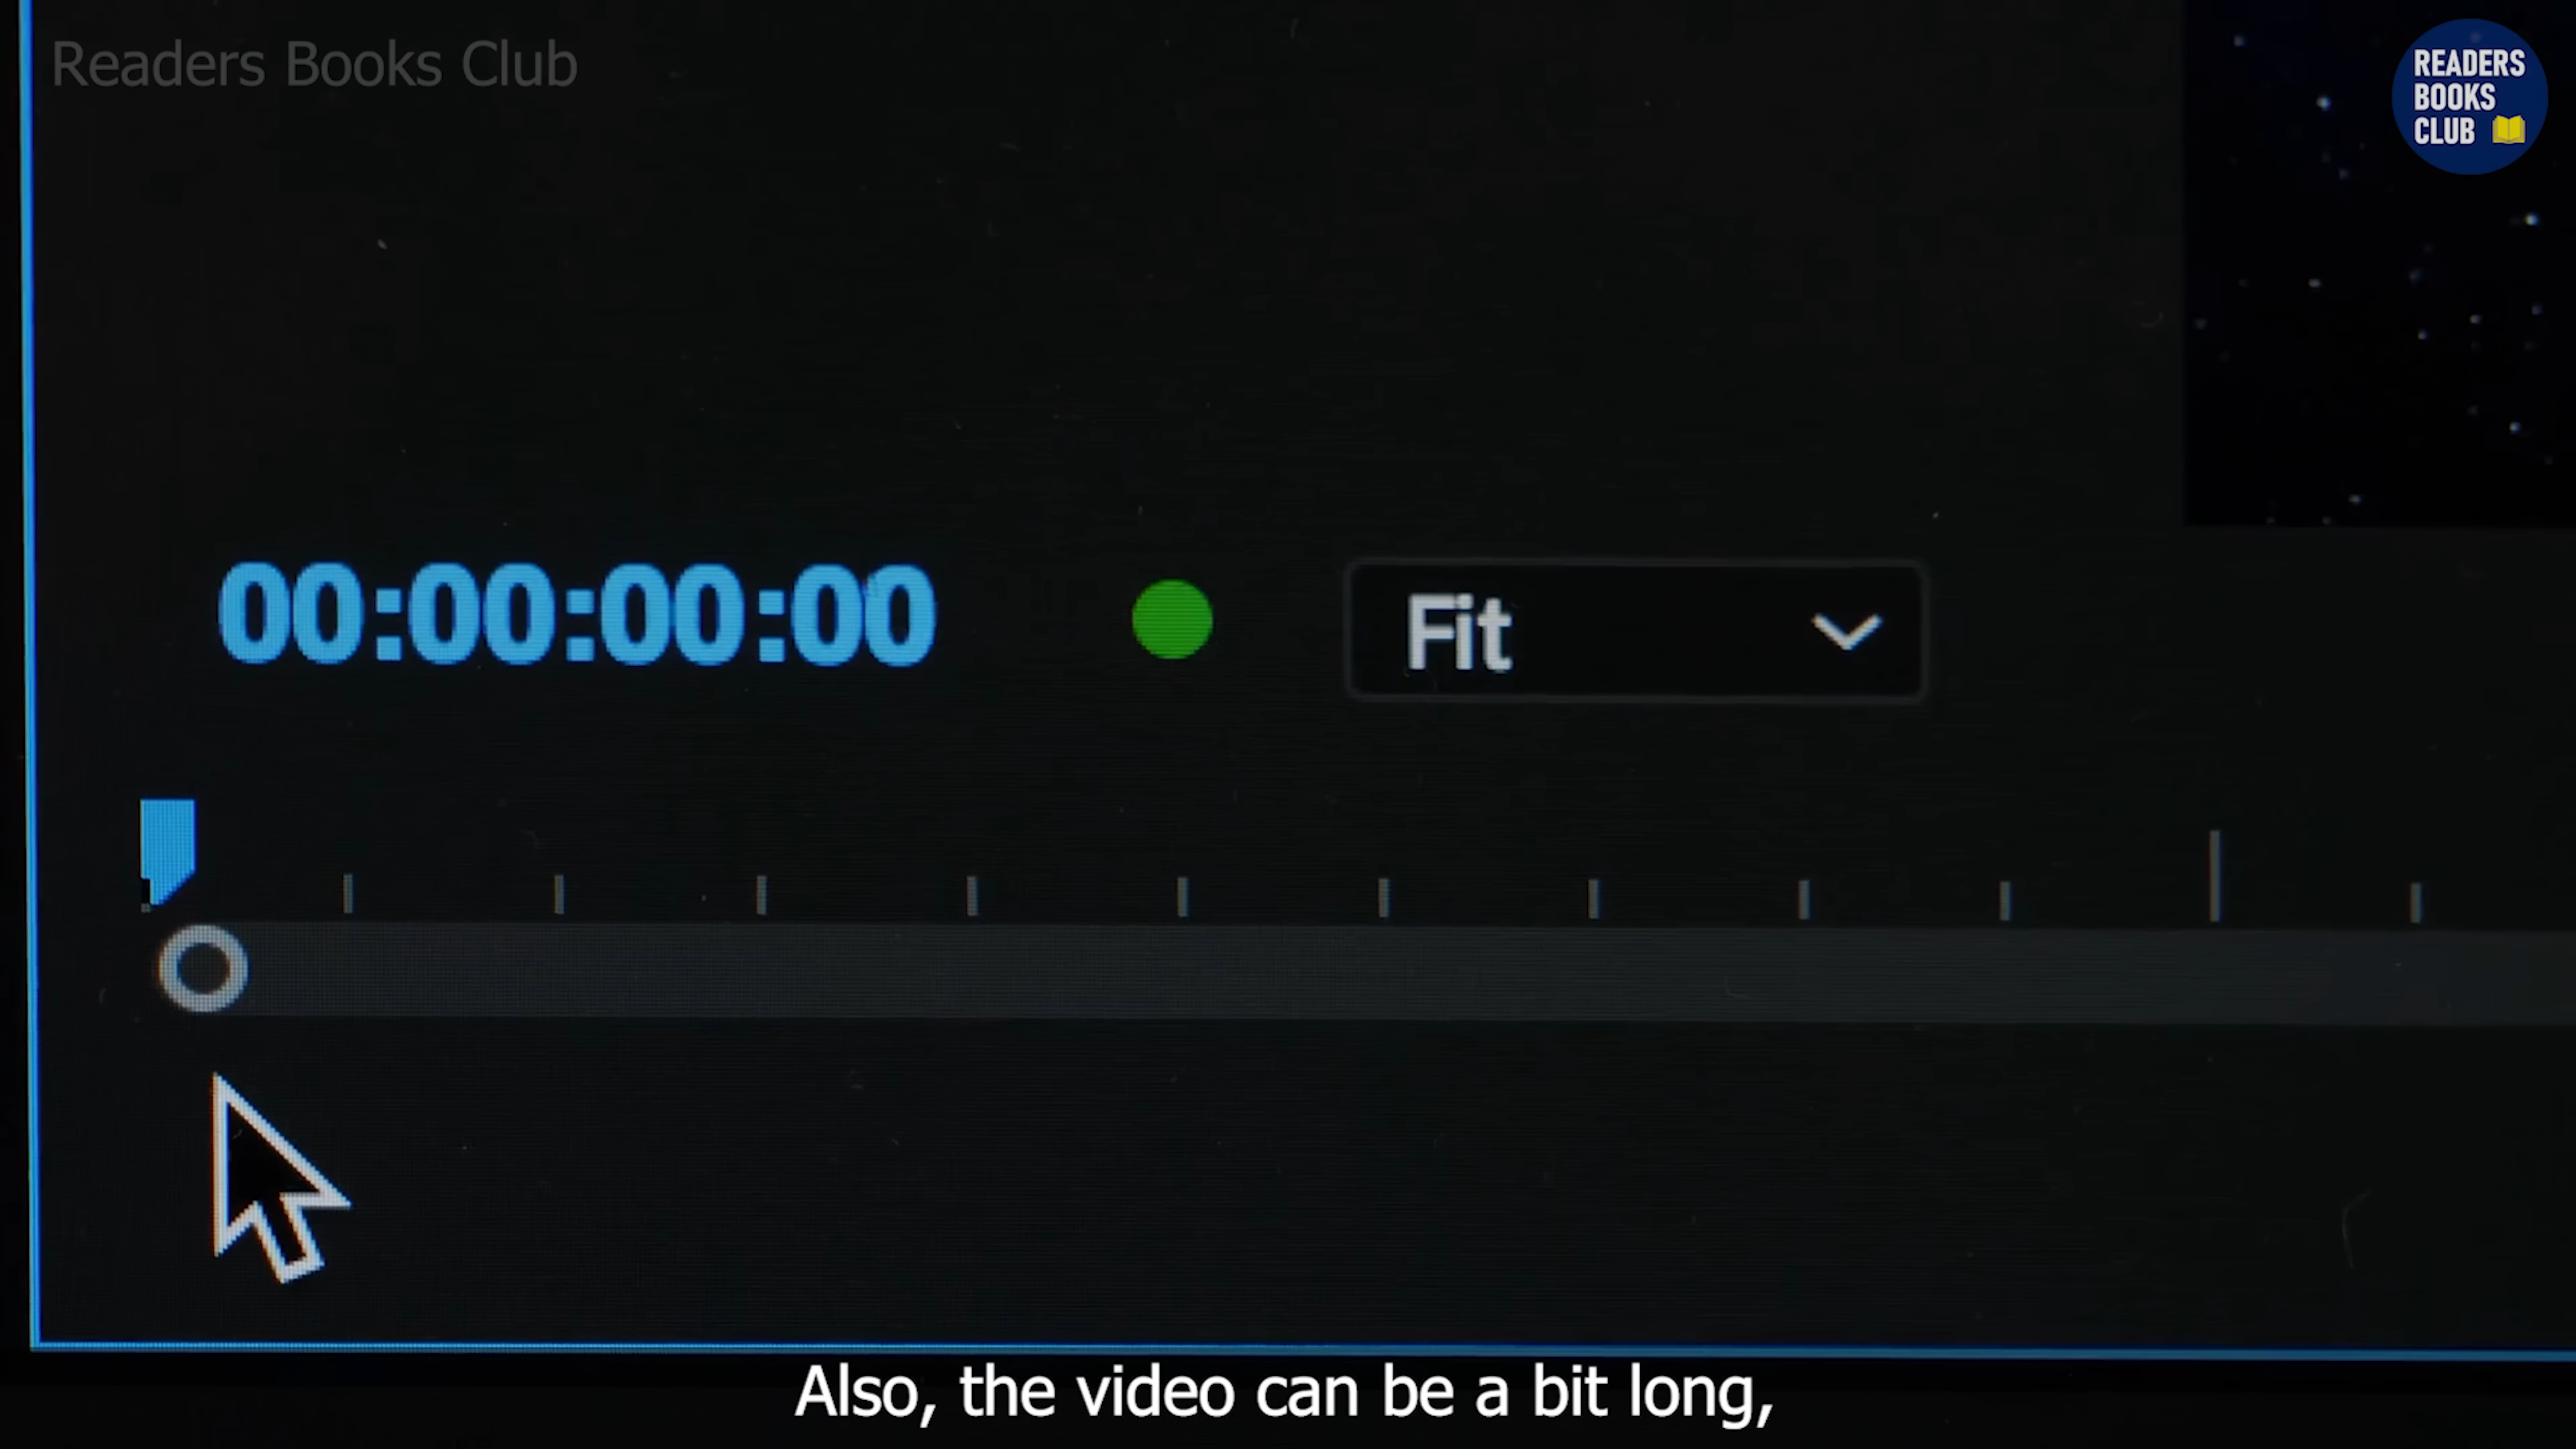 Readers Books Club
READERS
BOOKS
CLUB
00:00:00:00
Fit
Also, the video can be a bit long,